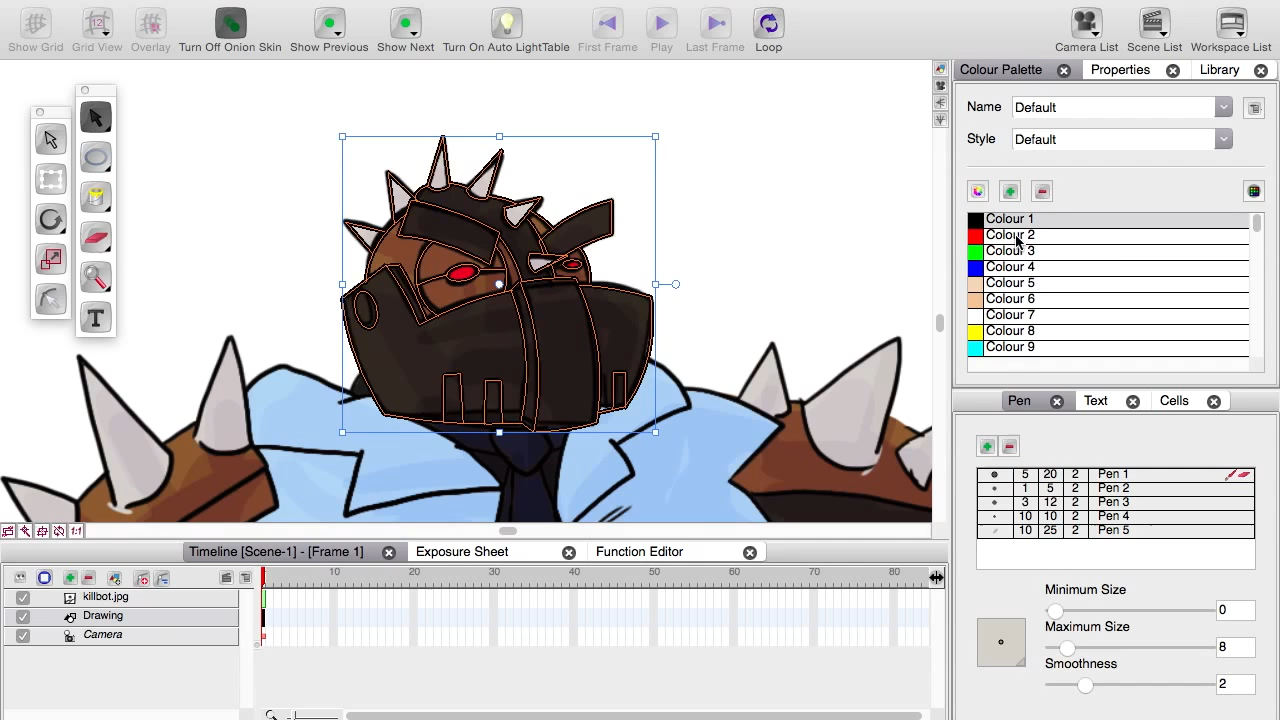 Show Grid Grid View Overlay Turn Off Onion Skin Show Previous Show Next Turn On Auto LightTable First Frame Play Last Frame Loop Camera List Scene List Workspace List
12
Colour Palette Properties Library
Name Default
Style Default
Colour 1
Colour 2
Colour 3
Colour 4
Colour 5
Colour 6
Colour 7
Colour 8
Colour 9
T
Pen Text Cells
5 20 2 Pen 1
1 5 2 Pen 2
3 12 2 Pen 3
10 10 2 Pen 4
10 25 2 Pen 5
Minimum Size
0
Maximum Size
8
Smoothness
2
1:1
Timeline [Scene-1] - [Frame 1] Exposure Sheet Function Editor
10 20 30 40 50 60 70 80
killbot.jpg
Drawing
Camera